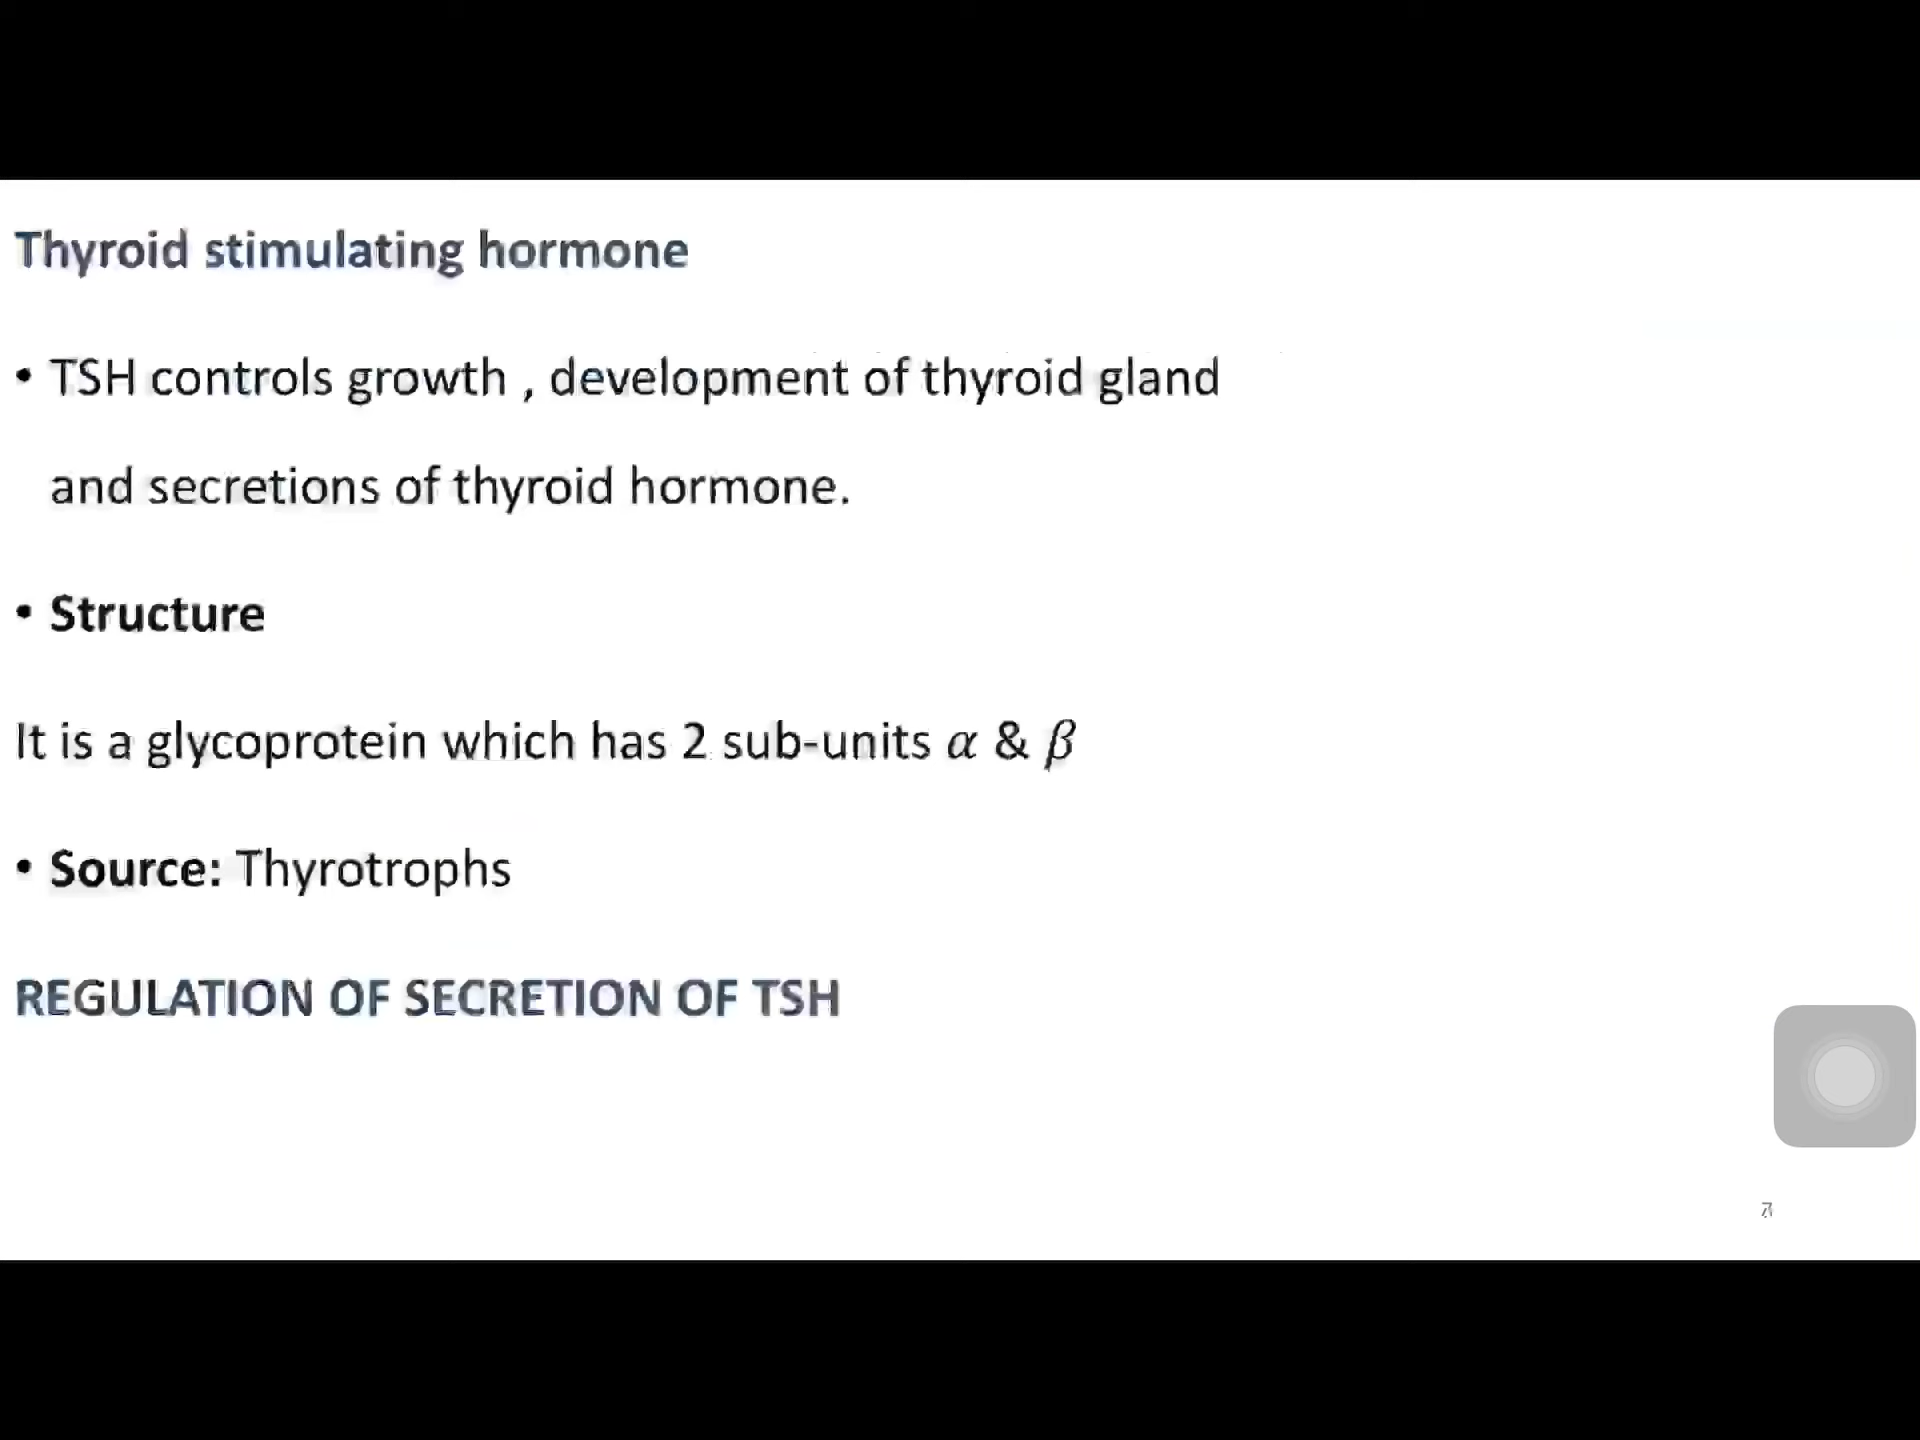 Thyroid stimulating hormone
• TSH controls growth , development of thyroid gland
and secretions of thyroid hormone.
• Structure
It is a glycoprotein which has 2 sub-units α & β
• Source: Thyrotrophs
REGULATION OF SECRETION OF TSH